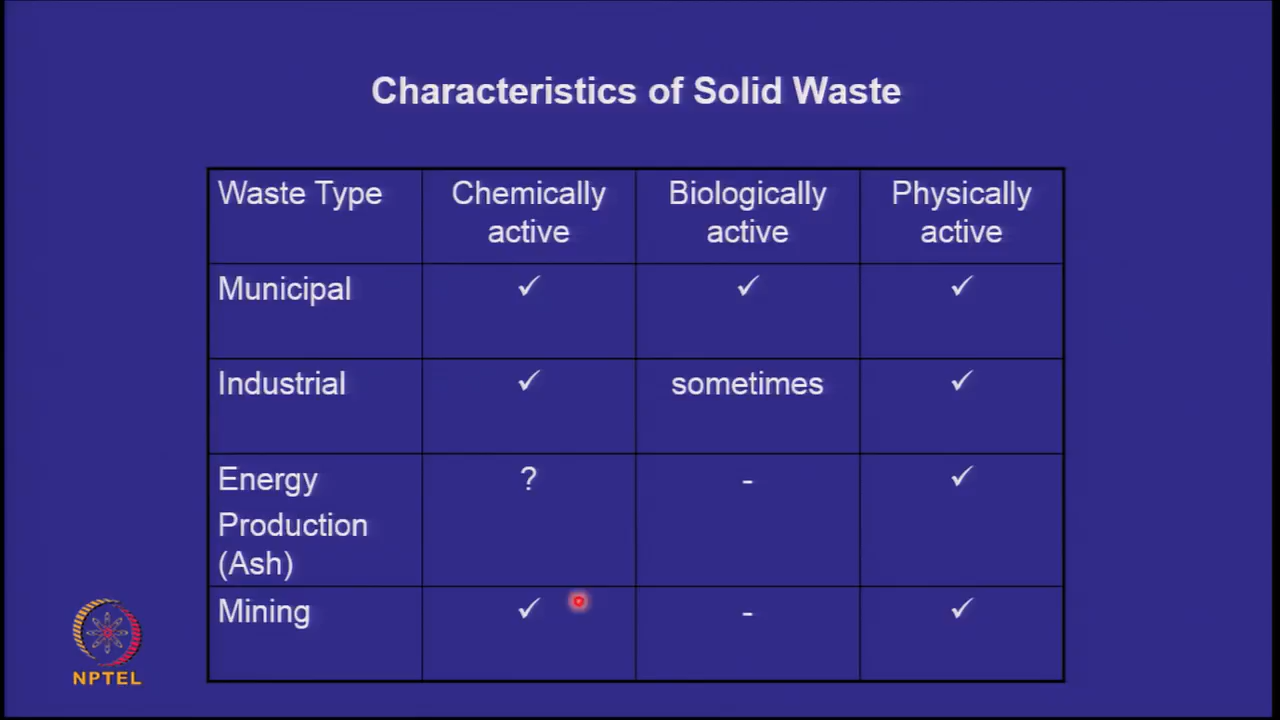 Characteristics of Solid Waste
Waste Type Chemically active Biologically active Physically active
Municipal ✓ ✓ ✓
Industrial ✓ sometimes ✓
Energy Production (Ash) ? - ✓
Mining ✓ - ✓
NPTEL